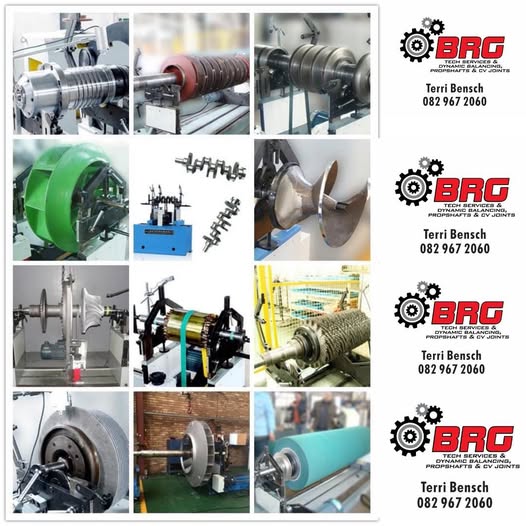 BRG
TECH SERVICES &
DYNAMIC BALANCING,
PROPSHAFTS & CV JOINTS
Terri Bensch
082 967 2060
BRG
TECH SERVICES &
DYNAMIC BALANCING,
PROPSHAFTS & CV JOINTS
Terri Bensch
082 967 2060
BRG
TECH SERVICES &
DYNAMIC BALANCING,
PROPSHAFTS & CV JOINTS
Terri Bensch
082 967 2060
BRG
TECH SERVICES &
DYNAMIC BALANCING,
PROPSHAFTS & CV JOINTS
Terri Bensch
082 967 2060